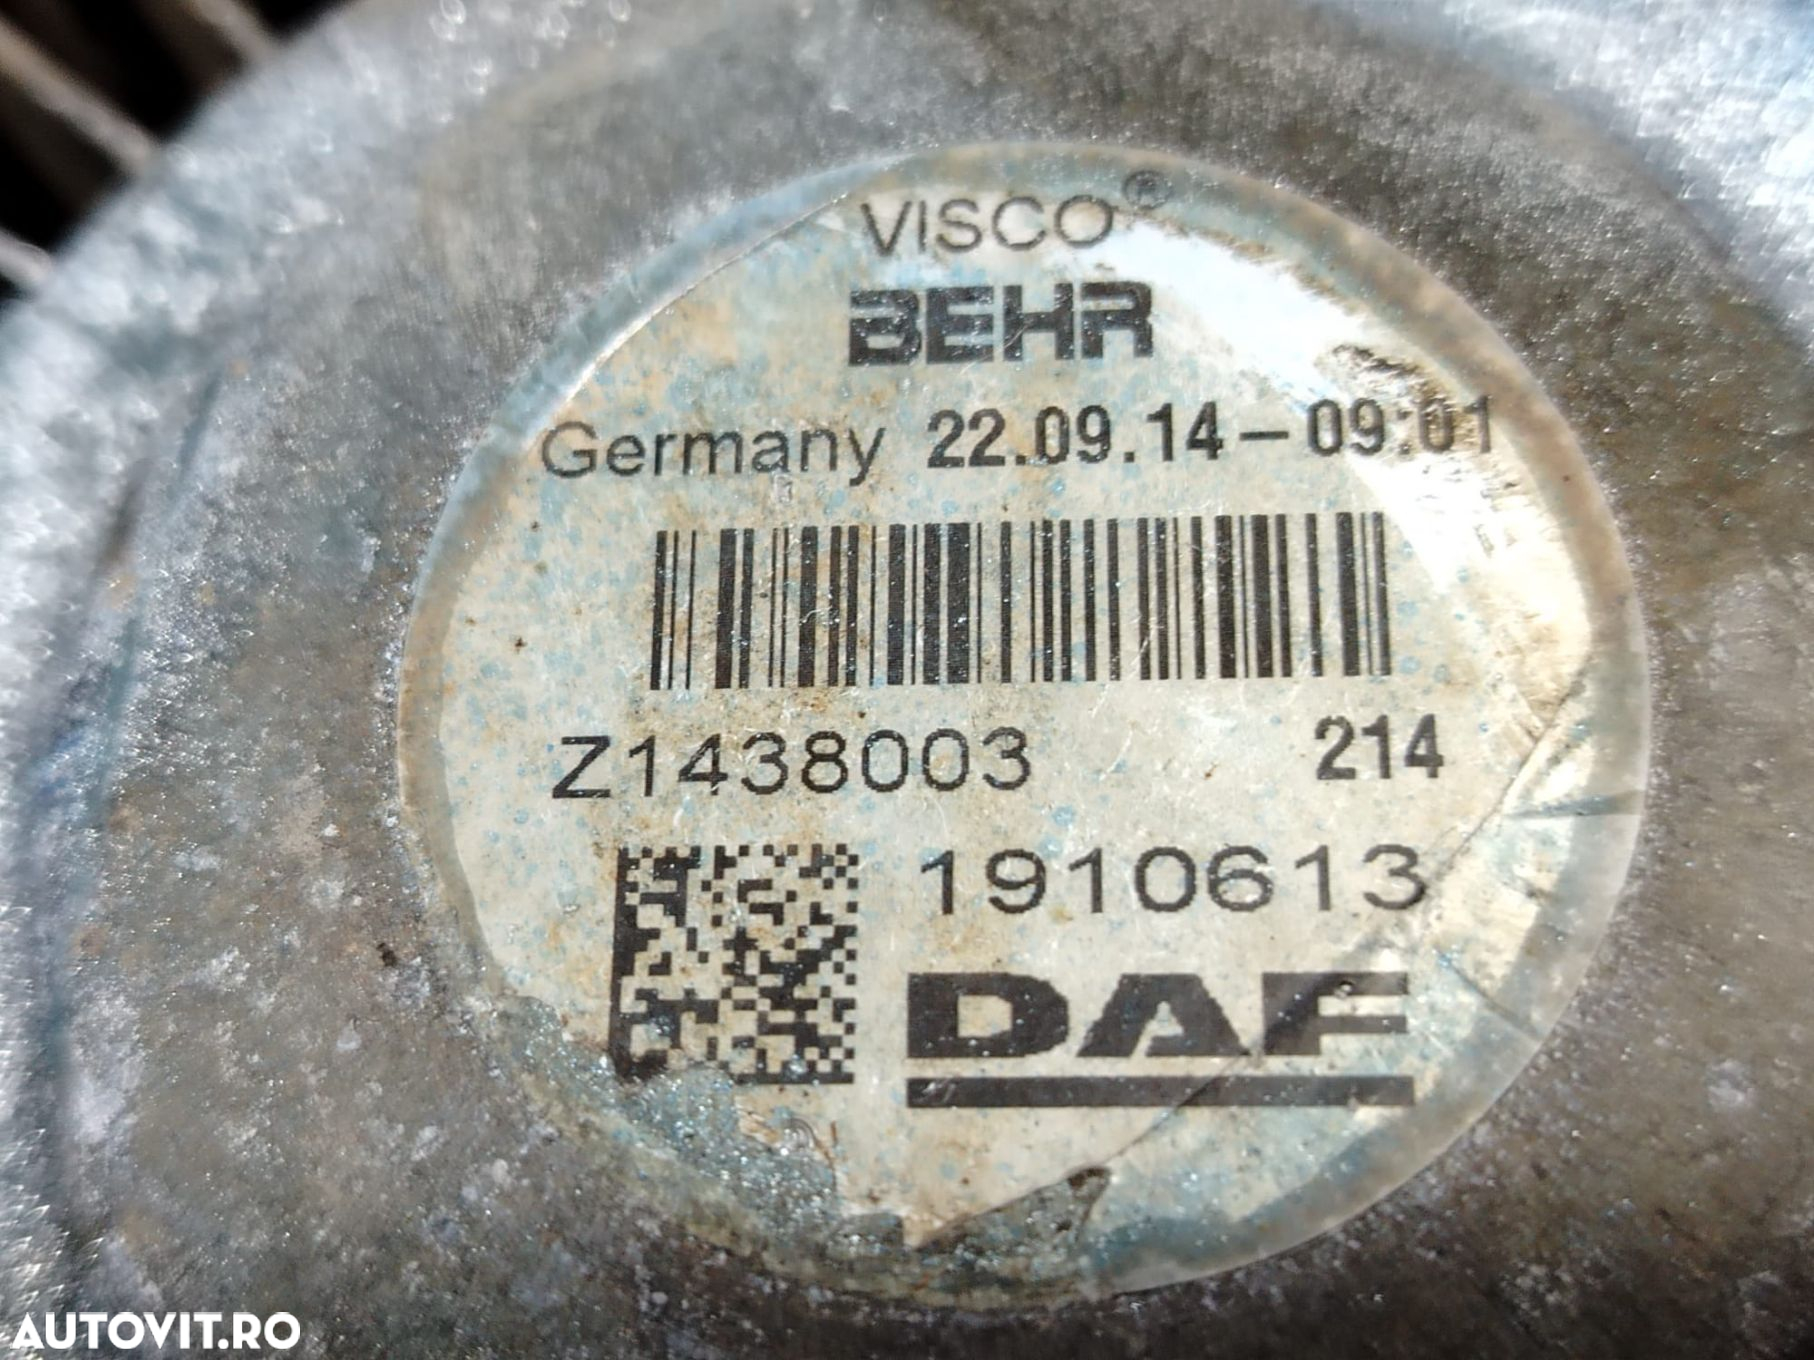 VISCO®
BEHR
Germany 22.09.14-09:01
Z1438003 214
1910613
DAF
AUTOVIT.RO